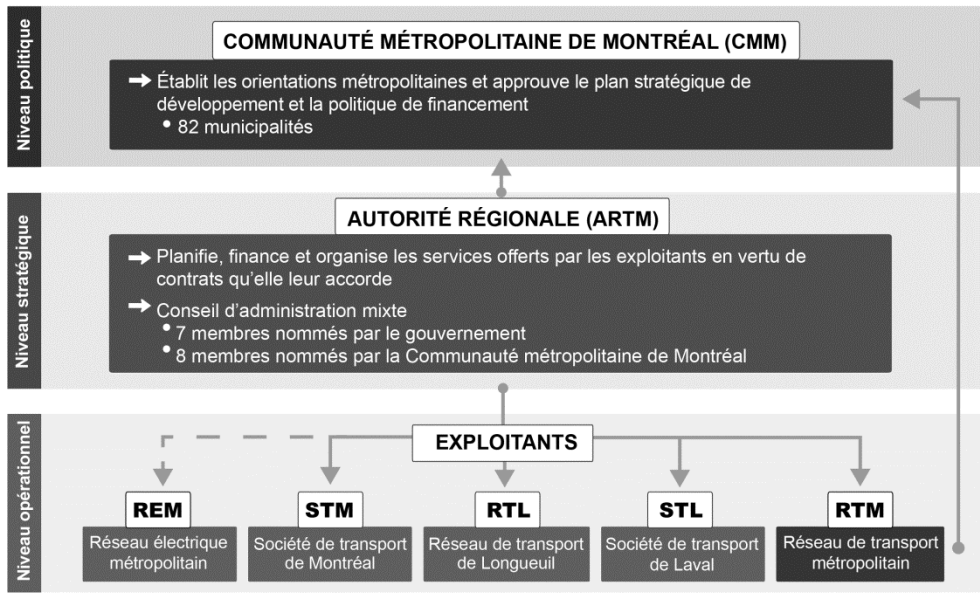 Niveau politique
COMMUNAUTÉ MÉTROPOLITAINE DE MONTRÉAL (CMM)
Établit les orientations métropolitaines et approuve le plan stratégique de
développement et la politique de financement
• 82 municipalités
Niveau stratégique
AUTORITÉ RÉGIONALE (ARTM)
Planifie, finance et organise les services offerts par les exploitants en vertu de
contrats qu'elle leur accorde
Conseil d'administration mixte
• 7 membres nommés par le gouvernement
• 8 membres nommés par la Communauté métropolitaine de Montréal
Niveau opérationnel
EXPLOITANTS
REM
Réseau électrique
métropolitain
STM
Société de transport
de Montréal
RTL
Réseau de transport
de Longueuil
STL
Société de transport
de Laval
RTM
Réseau de transport
métropolitain